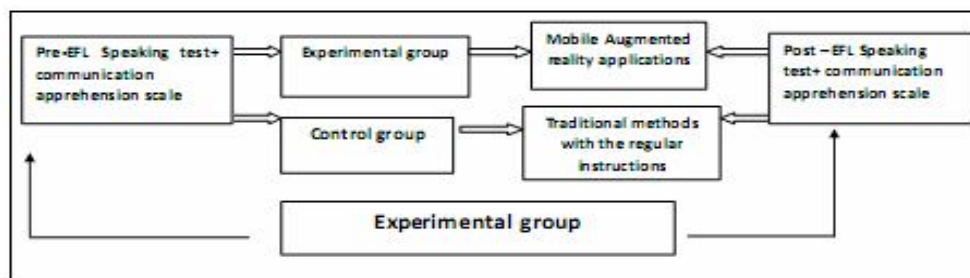 Pre-EFL Speaking test+
communication
apprehension scale
Experimental group
Mobile Augmented
reality applications
Post –EFL Speaking
test+ communication
apprehension scale
Control group
Traditional methods
with the regular
instructions
Experimental group